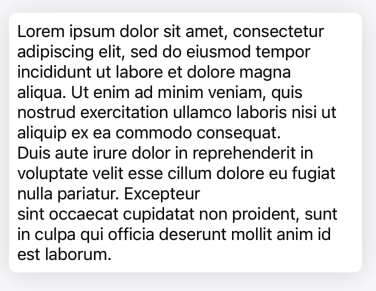 Lorem ipsum dolor sit amet, consectetur
adipiscing elit, sed do eiusmod tempor
incididunt ut labore et dolore magna
aliqua. Ut enim ad minim veniam, quis
nostrud exercitation ullamco laboris nisi ut
aliquip ex ea commodo consequat.
Duis aute irure dolor in reprehenderit in
voluptate velit esse cillum dolore eu fugiat
nulla pariatur. Excepteur
sint occaecat cupidatat non proident, sunt
in culpa qui officia deserunt mollit anim id
est laborum.